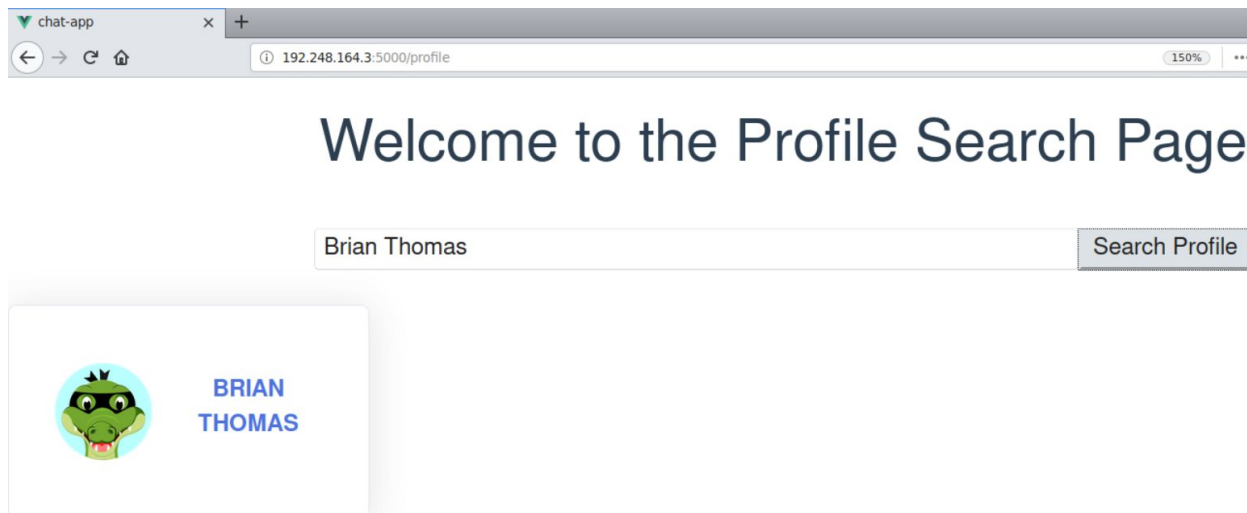 chat-app
192.248.164.3:5000/profile
150%
Welcome to the Profile Search Page
Brian Thomas
Search Profile
BRIAN
THOMAS